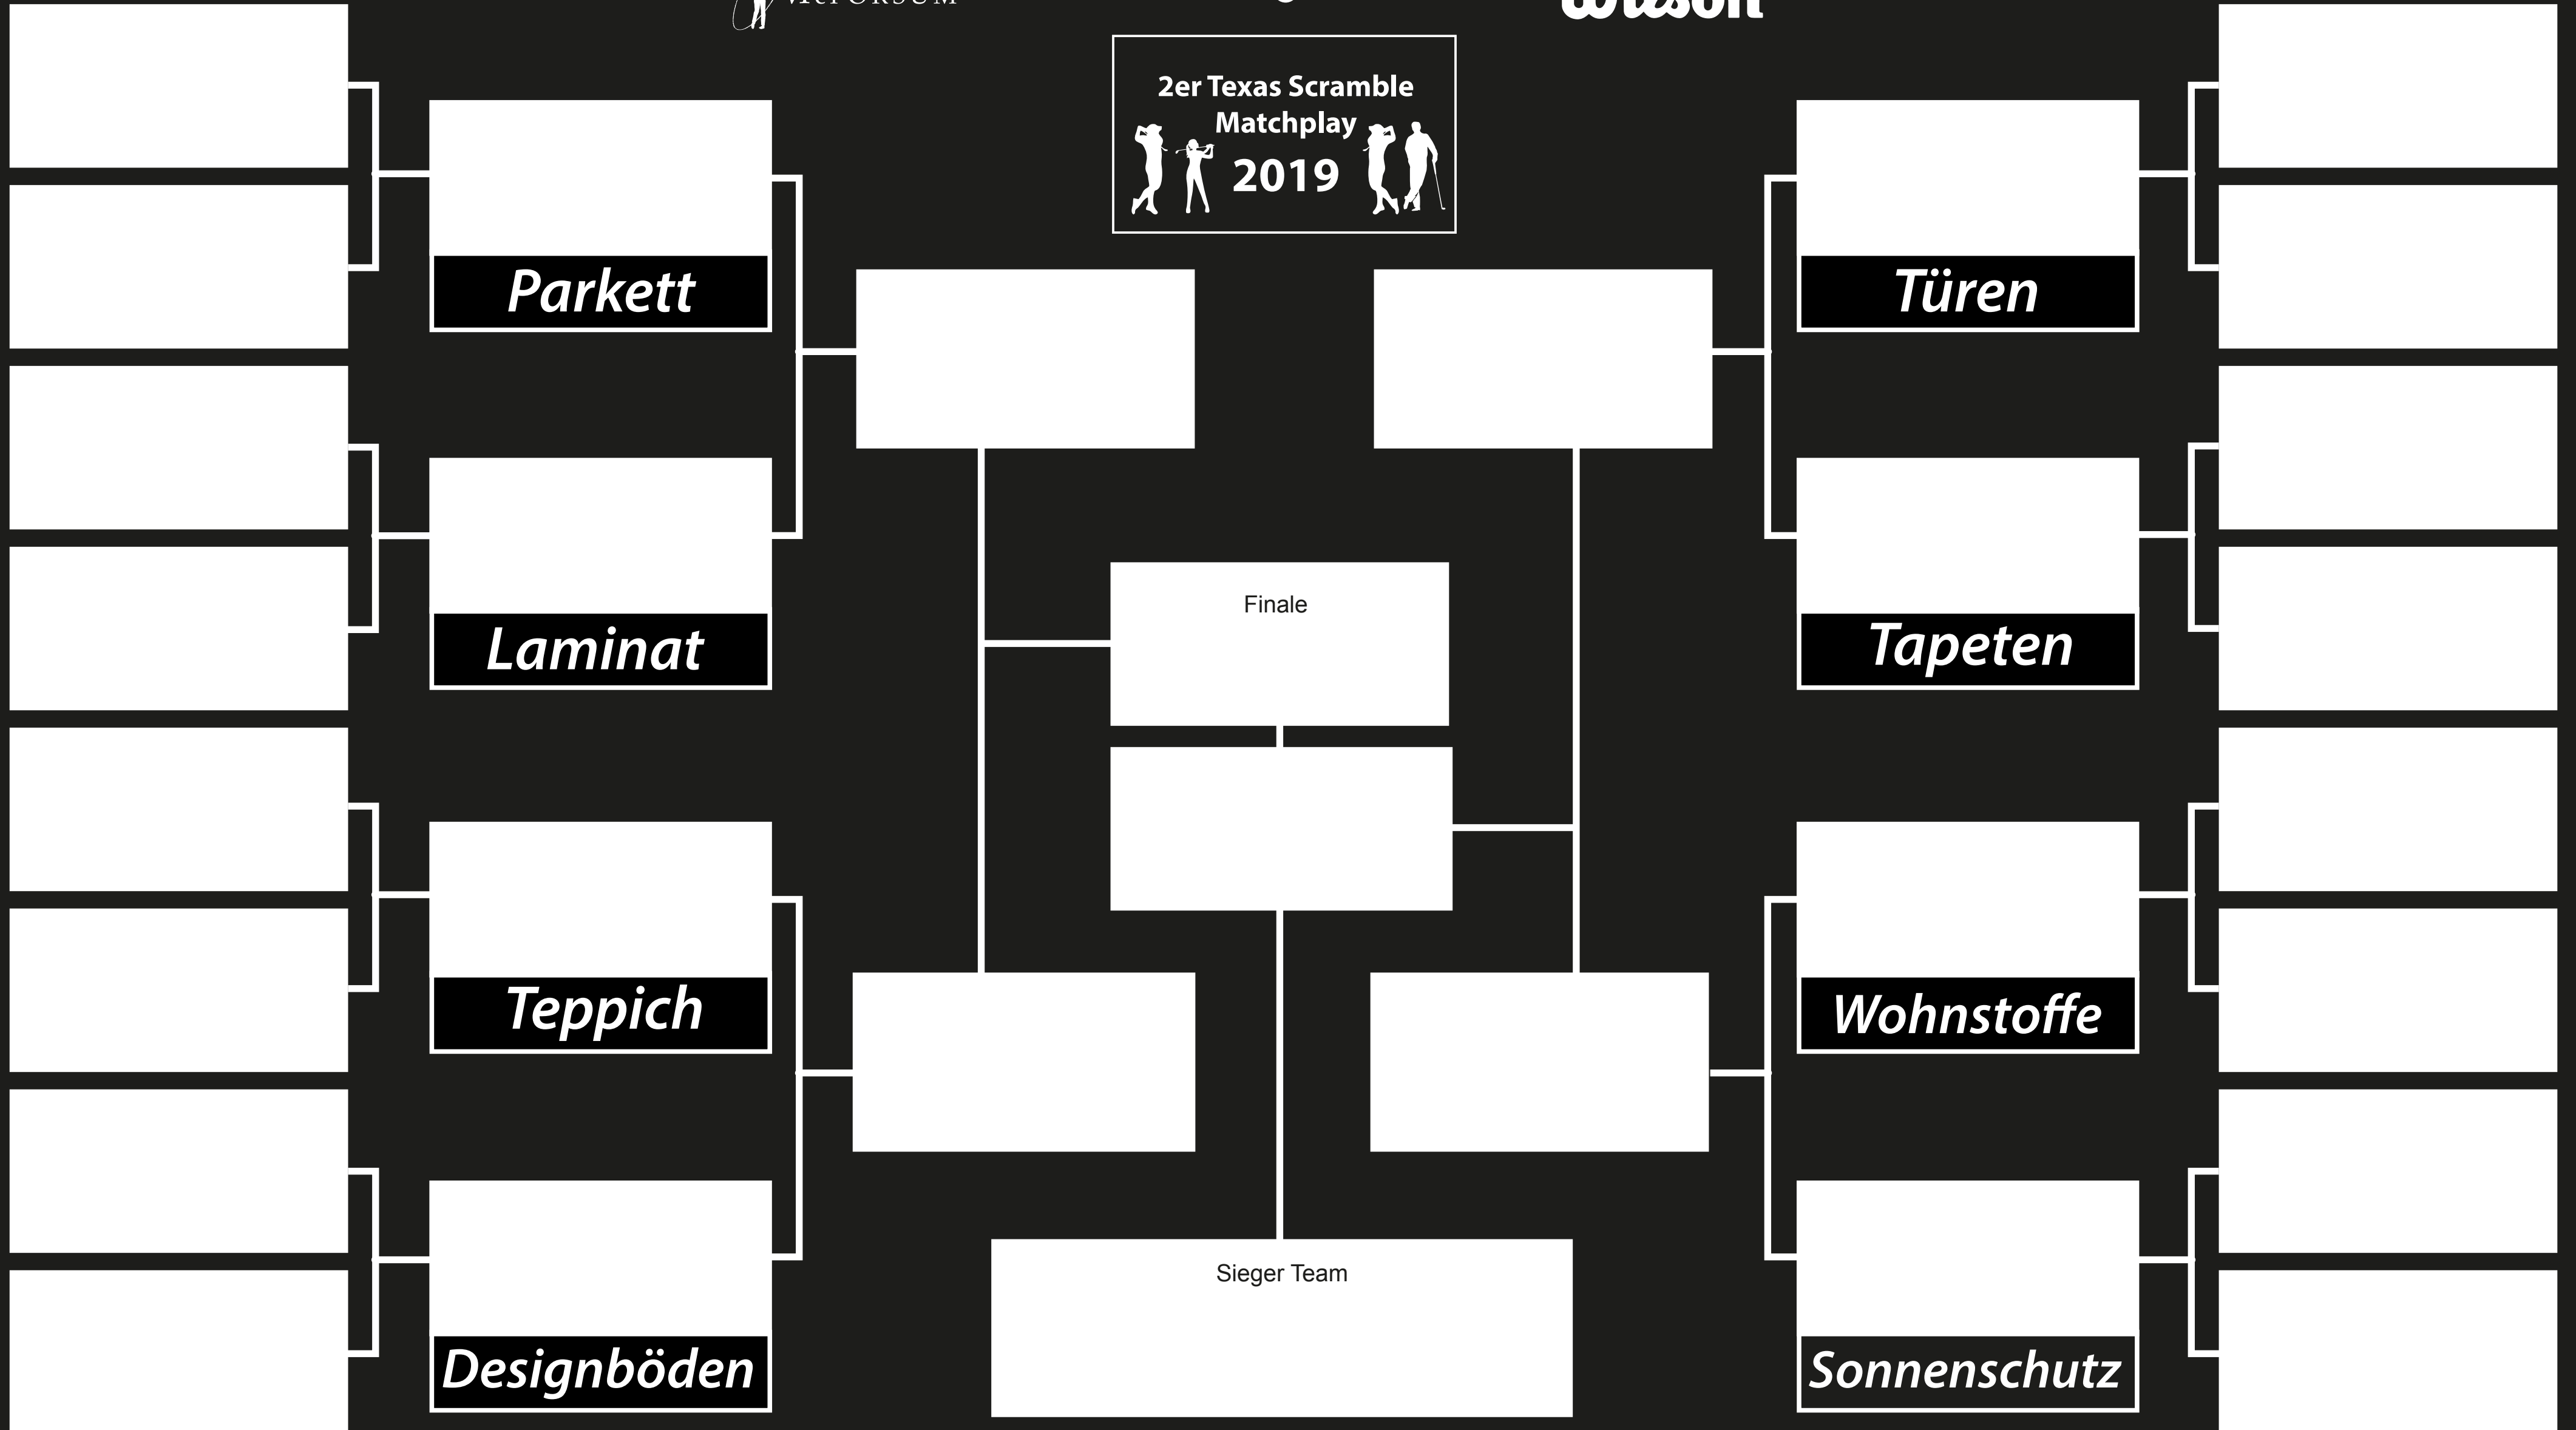 2er Texas Scramble
Matchplay
2019
Parkett
Türen
Laminat
Tapeten
Finale
Teppich
Wohnstoffe
Sieger Team
Designböden
Sonnenschutz